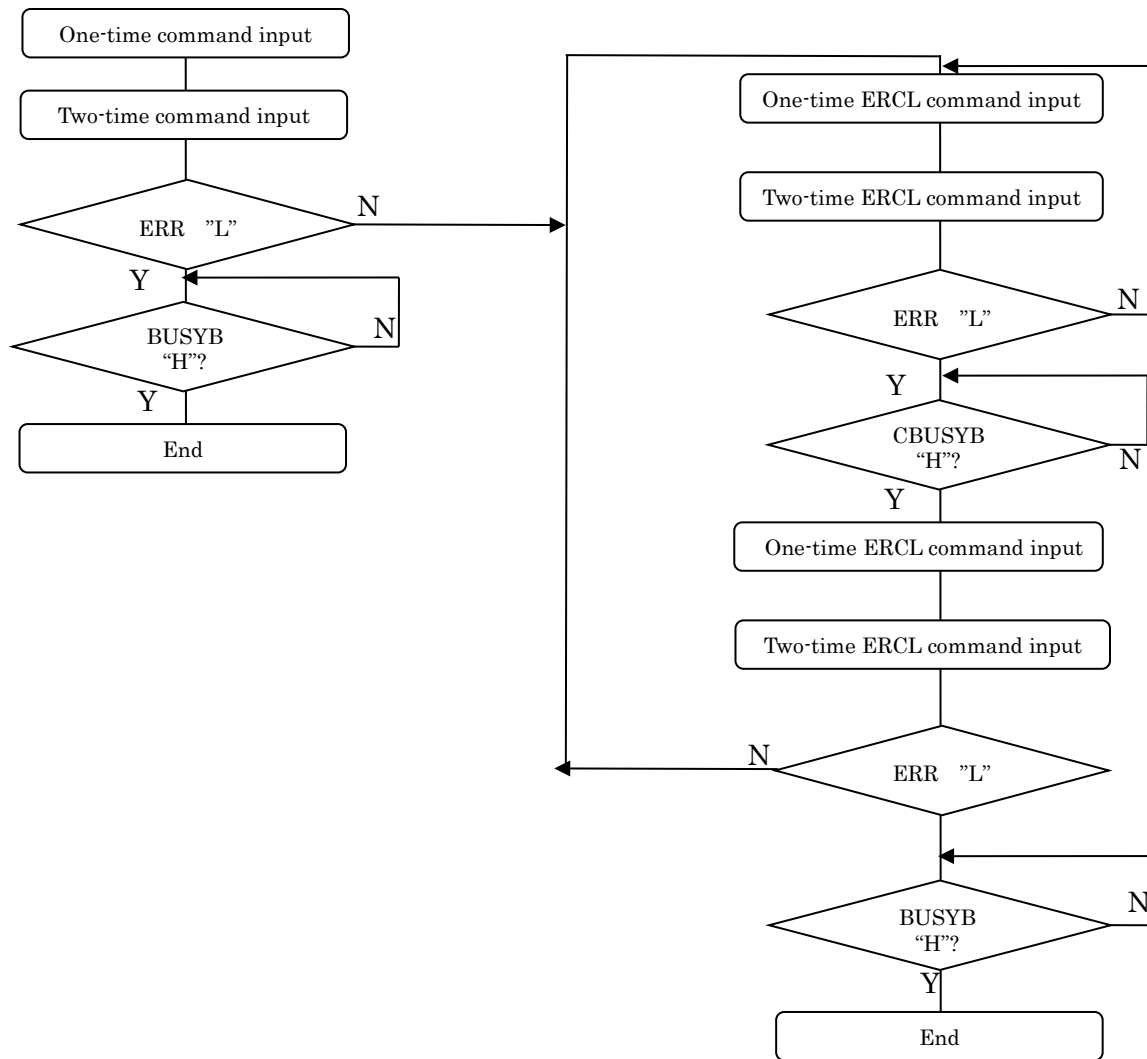 One-time command input
Two-time command input
ERR ”L”
N
Y
BUSYB
“H”?
N
Y
End
One-time ERCL command input
Two-time ERCL command input
ERR ”L”
N
Y
CBUSYB
“H”?
N
Y
One-time ERCL command input
Two-time ERCL command input
ERR ”L”
N
BUSYB
“H”?
N
Y
End